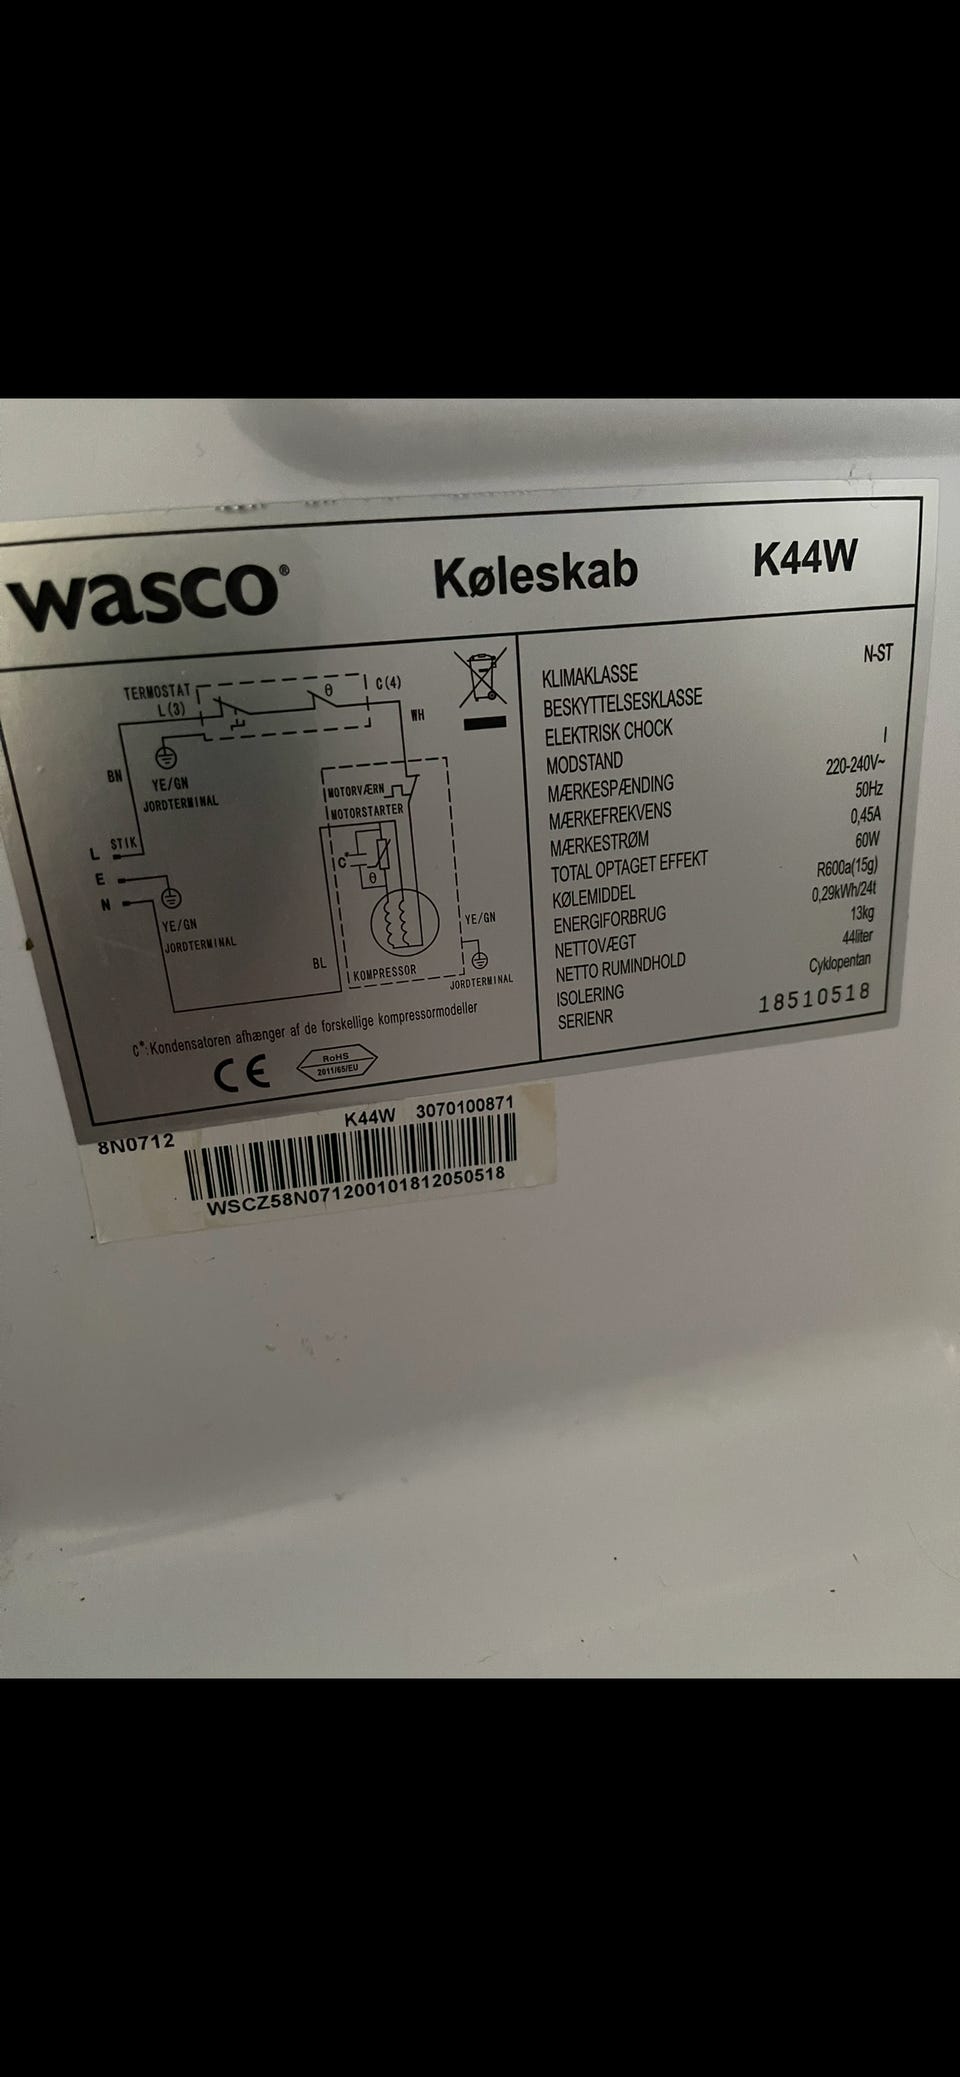 wasco® Køleskab K44W
TERMOSTAT
L(3)
θ
C(4)
WH
BN
YE/GN
JORDTERMINAL
STIK
L
E
N
YE/GN
JORDTERMINAL
MOTORVÆRN
MOTORSTARTER
C*
θ
BL
KOMPRESSOR
YE/GN
JORDTERMINAL
C*:Kondensatoren afhænger af de forskellige kompressormodeller
CE
RoHS
2011/65/EU
KLIMAKLASSE N-ST
BESKYTTELSESKLASSE
ELEKTRISK CHOCK
MODSTAND I
MÆRKESPÆNDING 220-240V~
MÆRKEFREKVENS 50Hz
MÆRKESTRØM 0,45A
TOTAL OPTAGET EFFEKT 60W
KØLEMIDDEL R600a(15g)
ENERGIFORBRUG 0,29kWh/24t
NETTOVÆGT 13kg
NETTO RUMINDHOLD 44liter
ISOLERING Cyklopentan
SERIENR 18510518
8N0712 K44W 3070100871
WSCZ58N071200101812050518